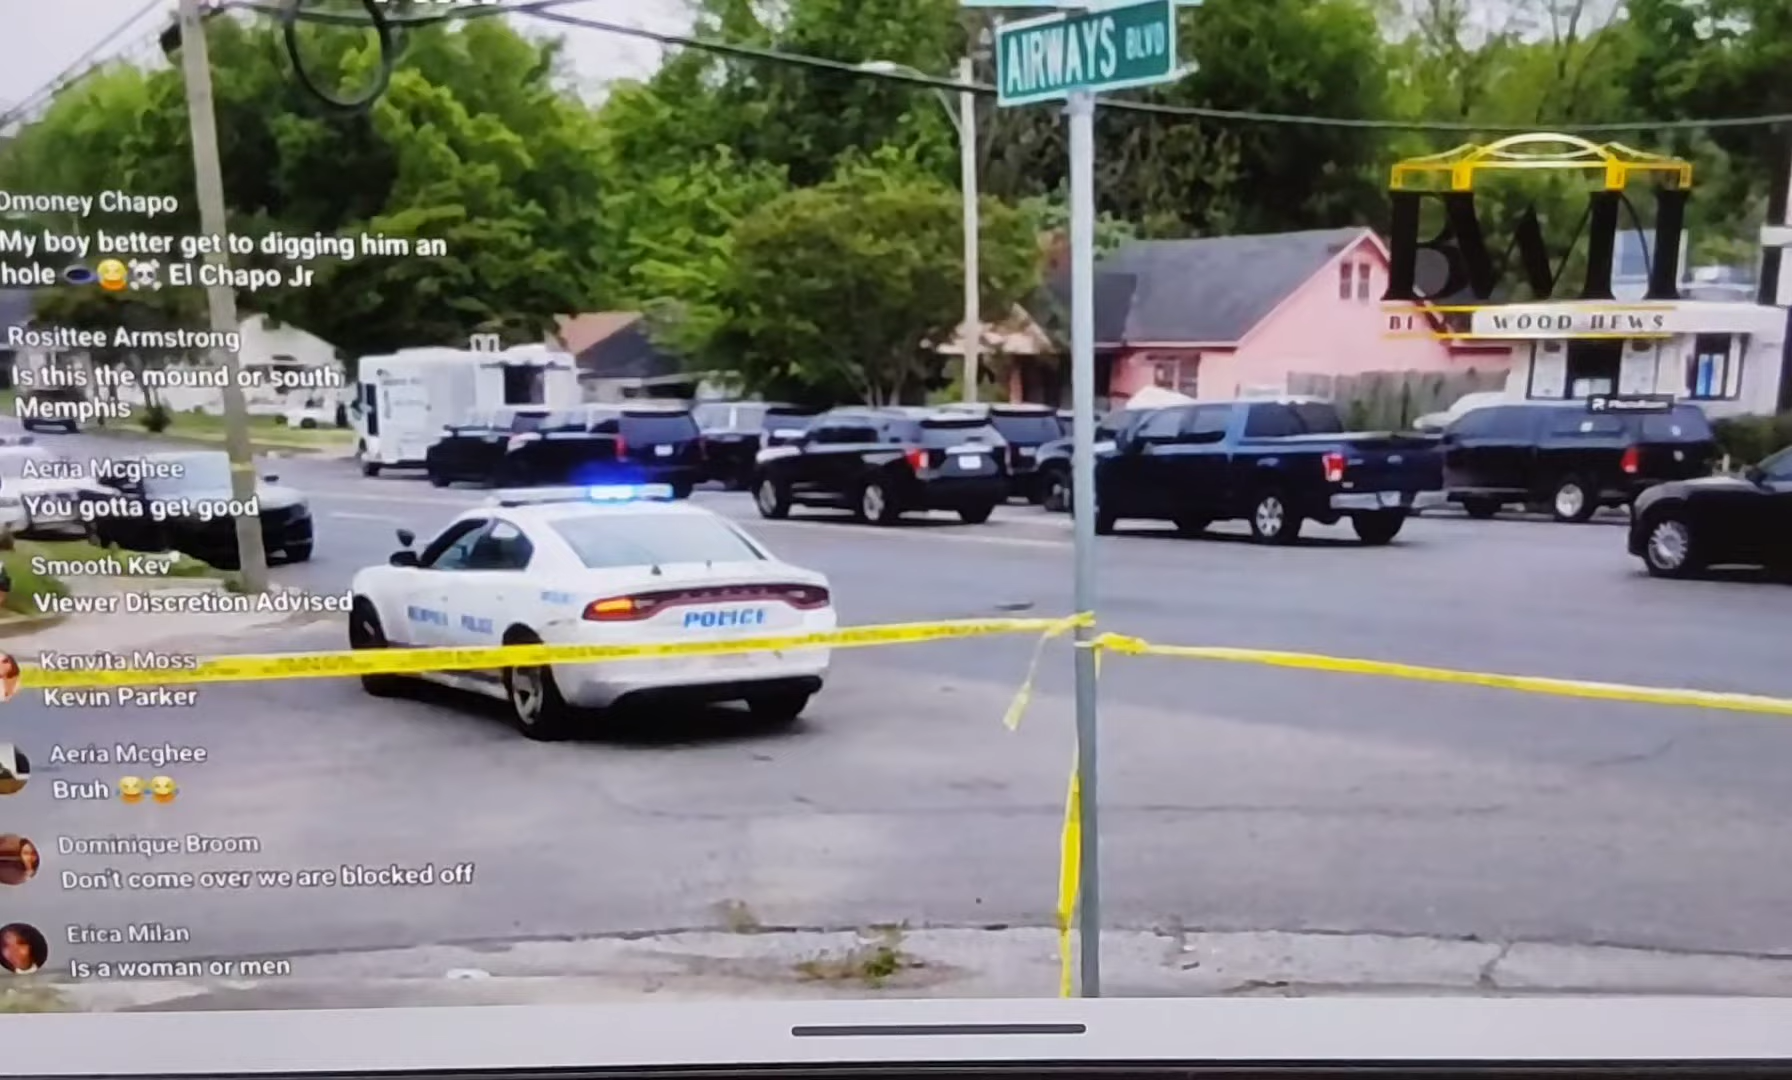 AIRWAYS BLVD
BWN
WOOD NEWS
Omoney Chapo
My boy better get to digging him an
hole 🕳️😆☠️ El Chapo Jr
Rosittee Armstrong
Is this the mound or south
Memphis
Aeria Mcghee
You gotta get good
Smooth Kev
Viewer Discretion Advised
MEMPHIS POLICE
POLICE
Kenvita Moss
Kevin Parker
Aeria Mcghee
Bruh 😂😂
Dominique Broom
Don't come over we are blocked off
Erica Milan
Is a woman or men